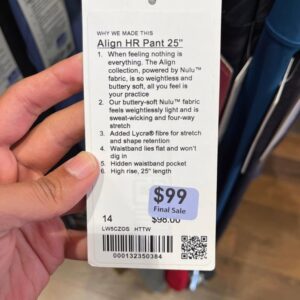 WHY WE MADE THIS
Align HR Pant 25"
1. When feeling nothing is
everything. The Align
collection, powered by Nulu™
fabric, is so weightless and
buttery soft, all you feel is
your practice
2. Our buttery-soft Nulu™ fabric
feels weightlessly light and is
sweat-wicking and four-way
stretch
3. Added Lycra® fibre for stretch
and shape retention
4. Waistband lies flat and won't
dig in
5. Hidden waistband pocket
6. High rise, 25" length
$99
Final Sale
14
$98.00
LW5CZDS HTTW
000132350384